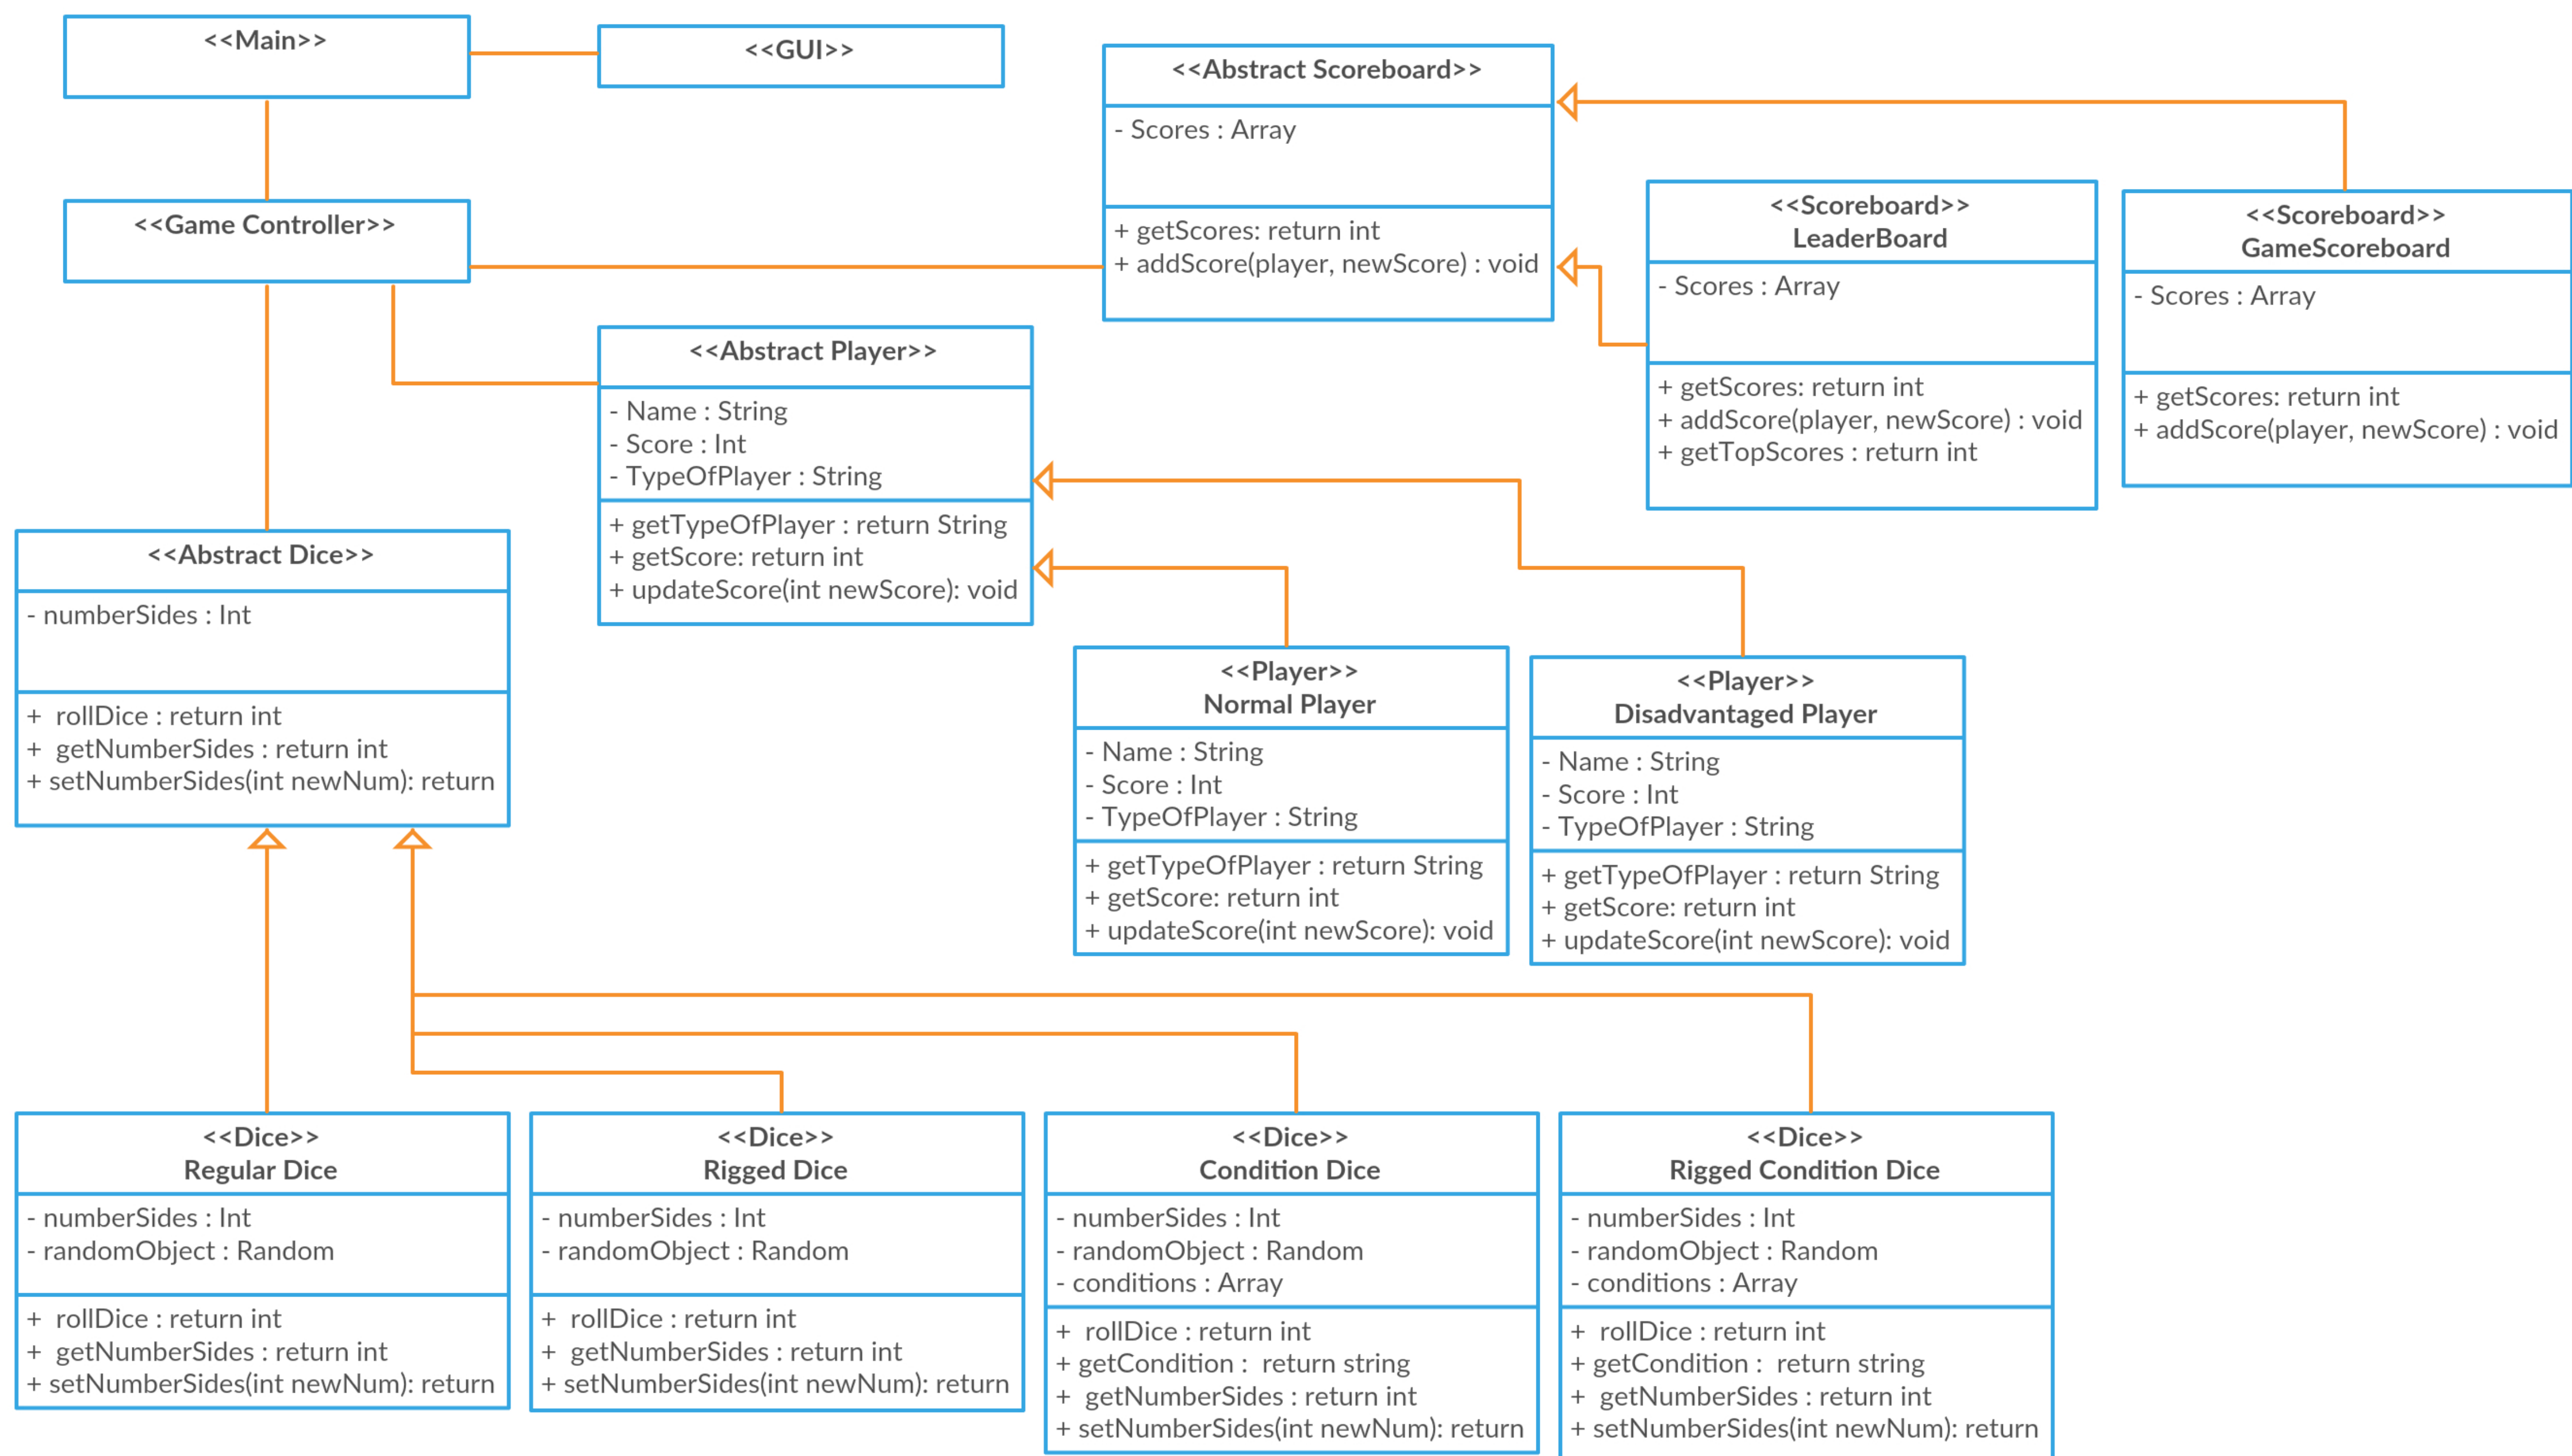 <<Main>>
<<GUI>>
<<Abstract Scoreboard>>
- Scores : Array
+ getScores: return int
+ addScore(player, newScore) : void
<<Scoreboard>>
LeaderBoard
- Scores : Array
+ getScores: return int
+ addScore(player, newScore) : void
+ getTopScores : return int
<<Scoreboard>>
GameScoreboard
- Scores : Array
+ getScores: return int
+ addScore(player, newScore) : void
<<Game Controller>>
<<Abstract Player>>
- Name : String
- Score : Int
- TypeOfPlayer : String
+ getTypeOfPlayer : return String
+ getScore: return int
+ updateScore(int newScore): void
<<Abstract Dice>>
- numberSides : Int
+ rollDice : return int
+ getNumberSides : return int
+ setNumberSides(int newNum): return
<<Player>>
Normal Player
- Name : String
- Score : Int
- TypeOfPlayer : String
+ getTypeOfPlayer : return String
+ getScore: return int
+ updateScore(int newScore): void
<<Player>>
Disadvantaged Player
- Name : String
- Score : Int
- TypeOfPlayer : String
+ getTypeOfPlayer : return String
+ getScore: return int
+ updateScore(int newScore): void
<<Dice>>
Regular Dice
- numberSides : Int
- randomObject : Random
+ rollDice : return int
+ getNumberSides : return int
+ setNumberSides(int newNum): return
<<Dice>>
Rigged Dice
- numberSides : Int
- randomObject : Random
+ rollDice : return int
+ getNumberSides : return int
+ setNumberSides(int newNum): return
<<Dice>>
Condition Dice
- numberSides : Int
- randomObject : Random
- conditions : Array
+ rollDice : return int
+ getCondition : return string
+ getNumberSides : return int
+ setNumberSides(int newNum): return
<<Dice>>
Rigged Condition Dice
- numberSides : Int
- randomObject : Random
- conditions : Array
+ rollDice : return int
+ getCondition : return string
+ getNumberSides : return int
+ setNumberSides(int newNum): return